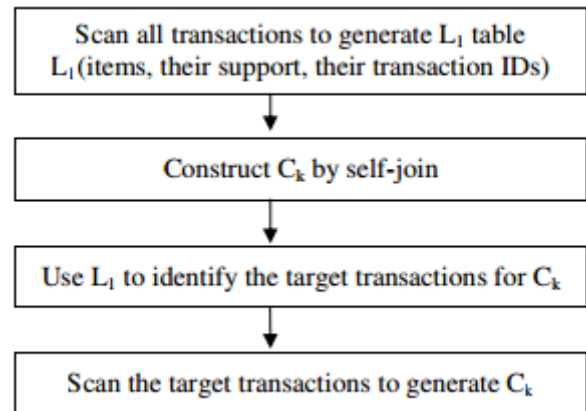 Scan all transactions to generate L₁ table
L₁(items, their support, their transaction IDs)
Construct Cₖ by self-join
Use L₁ to identify the target transactions for Cₖ
Scan the target transactions to generate Cₖ